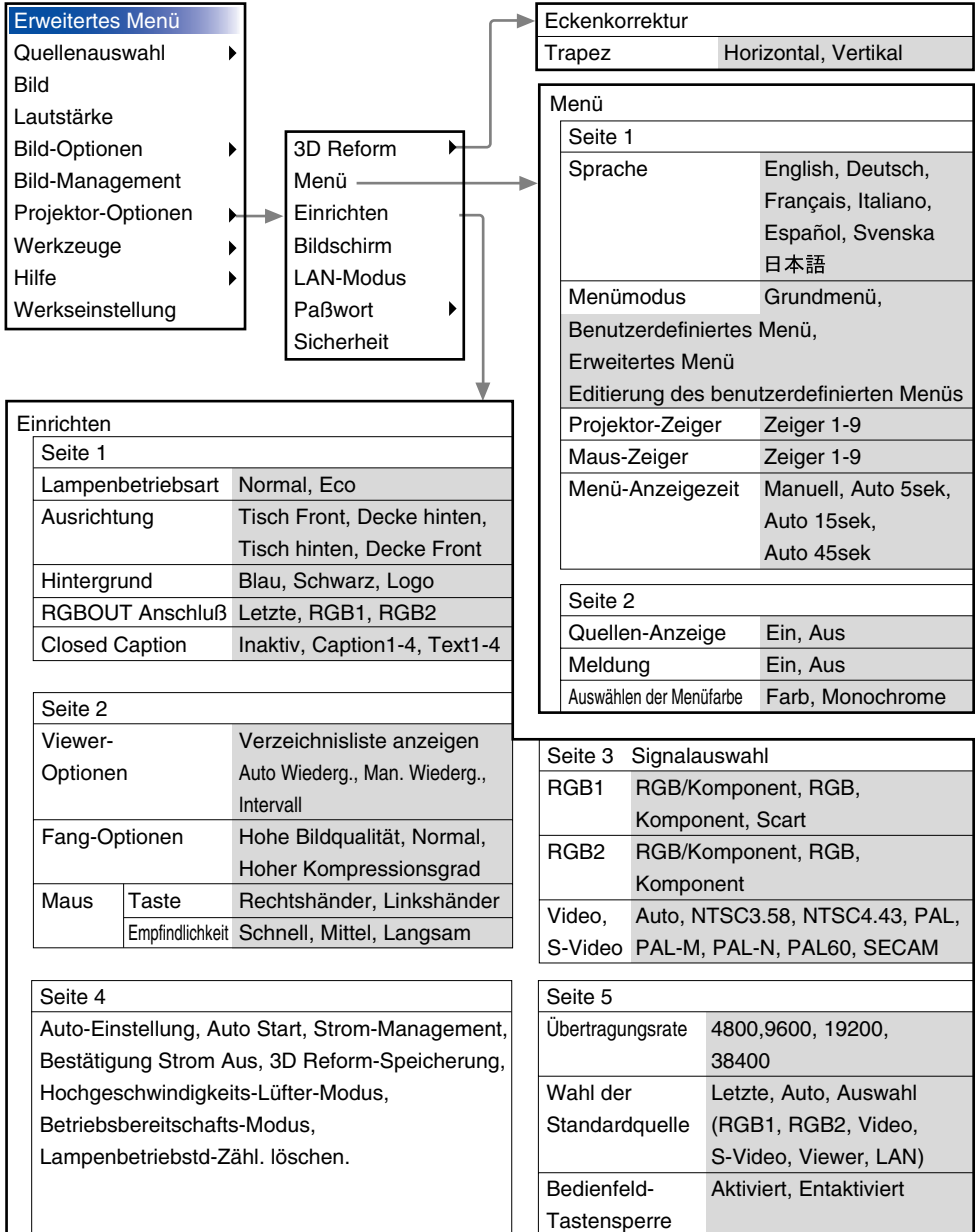 Erweitertes Menü
Quellenauswahl
Bild
Lautstärke
Bild-Optionen
Bild-Management
Projektor-Optionen
Werkzeuge
Hilfe
Werkseinstellung
3D Reform
Menü
Einrichten
Bildschirm
LAN-Modus
Paßwort
Sicherheit
Eckenkorrektur
Trapez Horizontal, Vertikal
Menü
Seite 1
Sprache English, Deutsch,
Français, Italiano,
Español, Svenska
日本語
Menümodus Grundmenü,
Benutzerdefiniertes Menü,
Erweitertes Menü
Editierung des benutzerdefinierten Menüs
Projektor-Zeiger Zeiger 1-9
Maus-Zeiger Zeiger 1-9
Menü-Anzeigezeit Manuell, Auto 5sek,
Auto 15sek,
Auto 45sek
Seite 2
Quellen-Anzeige Ein, Aus
Meldung Ein, Aus
Auswählen der Menüfarbe Farb, Monochrome
Einrichten
Seite 1
Lampenbetriebsart Normal, Eco
Ausrichtung Tisch Front, Decke hinten,
Tisch hinten, Decke Front
Hintergrund Blau, Schwarz, Logo
RGBOUT Anschluß Letzte, RGB1, RGB2
Closed Caption Inaktiv, Caption1-4, Text1-4
Seite 2
Viewer- Verzeichnisliste anzeigen
Optionen Auto Wiederg., Man. Wiederg.,
Intervall
Fang-Optionen Hohe Bildqualität, Normal,
Hoher Kompressionsgrad
Maus Taste Rechtshänder, Linkshänder
Empfindlichkeit Schnell, Mittel, Langsam
Seite 3 Signalauswahl
RGB1 RGB/Komponent, RGB,
Komponent, Scart
RGB2 RGB/Komponent, RGB,
Komponent
Video, Auto, NTSC3.58, NTSC4.43, PAL,
S-Video PAL-M, PAL-N, PAL60, SECAM
Seite 4
Auto-Einstellung, Auto Start, Strom-Management,
Bestätigung Strom Aus, 3D Reform-Speicherung,
Hochgeschwindigkeits-Lüfter-Modus,
Betriebsbereitschafts-Modus,
Lampenbetriebstd-Zähl. löschen.
Seite 5
Übertragungsrate 4800,9600, 19200,
38400
Wahl der Letzte, Auto, Auswahl
Standardquelle (RGB1, RGB2, Video,
S-Video, Viewer, LAN)
Bedienfeld- Aktiviert, Entaktiviert
Tastensperre